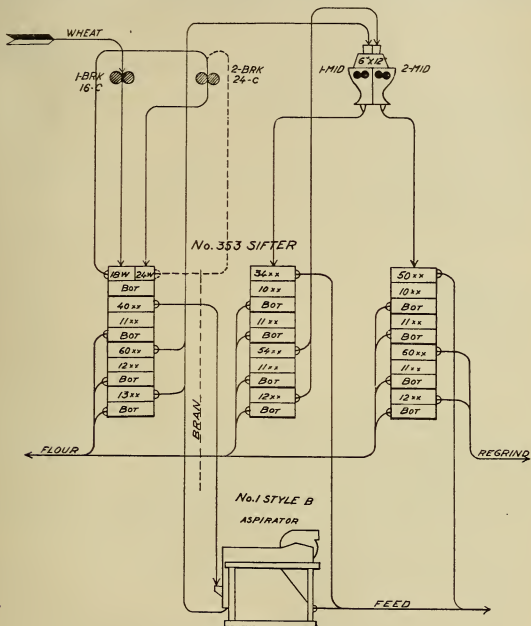 WHEAT
1-BRK
16-C
2-BRK
24-C
1-MID
6"X12"
2-MID
No. 353 SIFTER
18W 24W
BOT
40xx
11xx
BOT
60xx
12xx
BOT
13xx
BOT
34xx
10xx
BOT
11xx
BOT
54xx
11xx
BOT
12xx
BOT
50xx
10xx
BOT
11xx
BOT
60xx
11xx
BOT
12xx
BOT
BRAN
FLOUR
REGRIND
No.1 STYLE B
ASPIRATOR
FEED